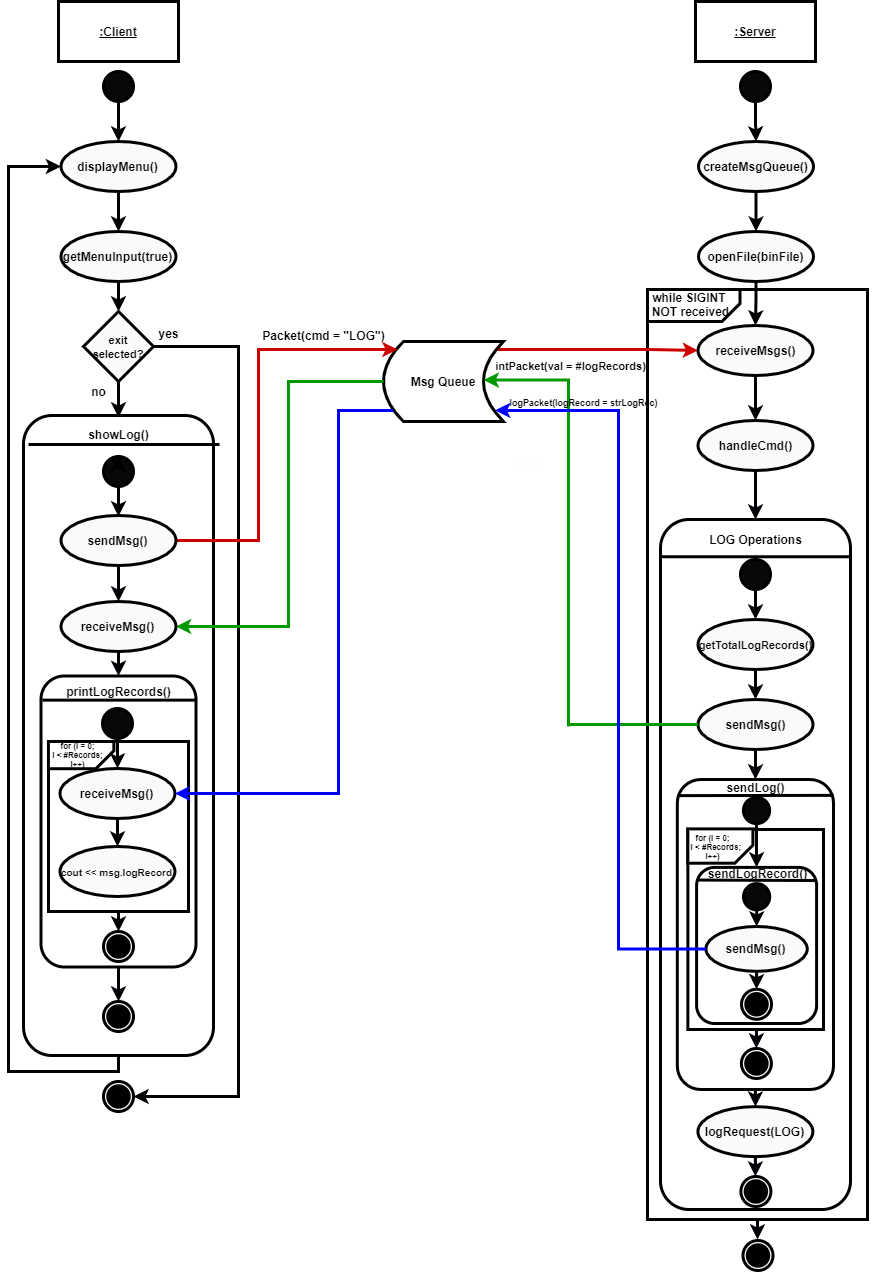 :Client
:Server
displayMenu()
createMsgQueue()
getMenuInput(true)
openFile(binFile)
while SIGINT
NOT received
exit
selected?
yes
no
Packet(cmd = "LOG")
Msg Queue
receiveMsgs()
intPacket(val = #logRecords)
logPacket(logRecord = strLogRec)
showLog()
handleCmd()
sendMsg()
LOG Operations
receiveMsg()
getTotalLogRecords()
printLogRecords()
sendMsg()
for (I = 0;
I < #Records;
I++)
receiveMsg()
sendLog()
for (I = 0;
I < #Records;
I++)
cout << msg.logRecord
sendLogRecord()
sendMsg()
logRequest(LOG)